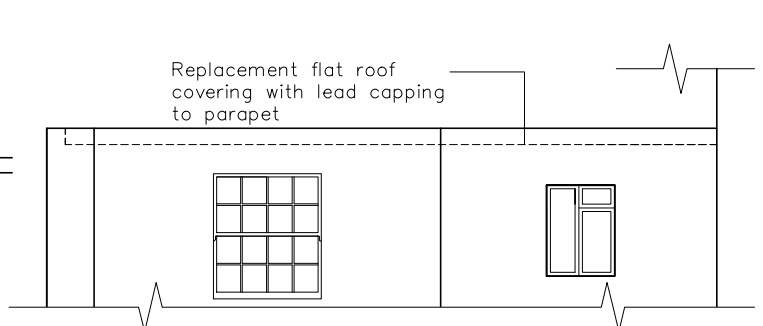 Replacement flat roof
covering with lead capping
to parapet